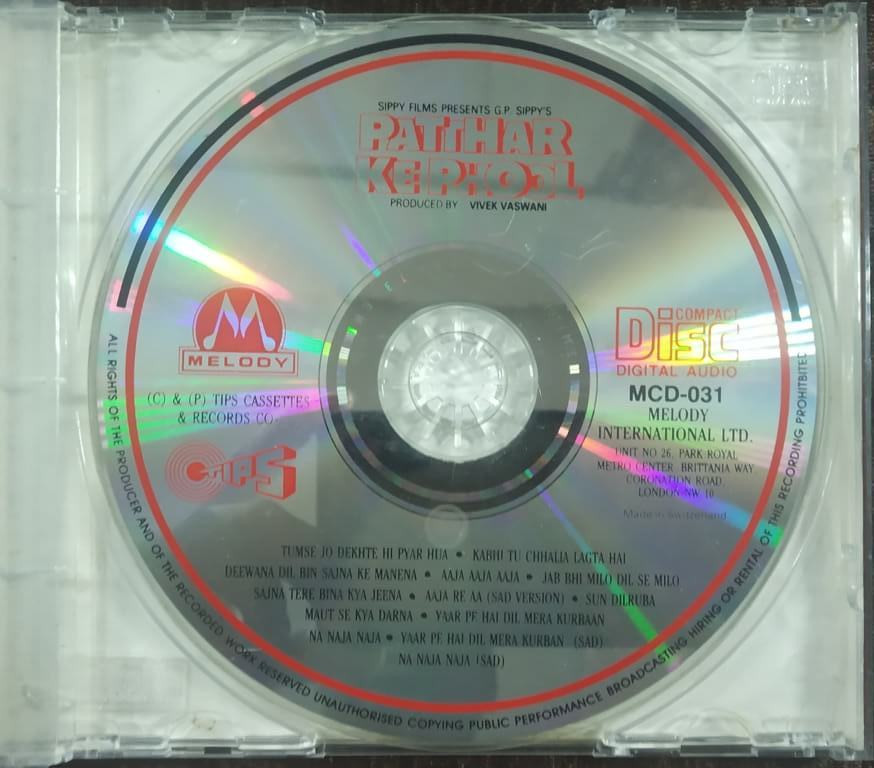 SIPPY FILMS PRESENTS G.P. SIPPY'S
PATTHAR
KE PHOOL
PRODUCED BY VIVEK VASWANI
MELODY
(C) & (P) TIPS CASSETTES
& RECORDS CO.
TIPS
COMPACT
DISC
DIGITAL AUDIO
MCD-031
MELODY
INTERNATIONAL LTD.
UNIT NO 26, PARK ROYAL
METRO CENTER, BRITTANIA WAY
CORONATION ROAD,
LONDON NW 10
Made in Switzerland
TUMSE JO DEKHTE HI PYAR HUA • KABHI TU CHHALIA LAGTA HAI
DEEWANA DIL BIN SAJNA KE MANENA • AAJA AAJA AAJA • JAB BHI MILO DIL SE MILO
SAJNA TERE BINA KYA JEENA • AAJA RE AA (SAD VERSION) • SUN DILRUBA
MAUT SE KYA DARNA • YAAR PE HAI DIL MERA KURBAAN
NA NAJA NAJA • YAAR PE HAI DIL MERA KURBAN (SAD)
NA NAJA NAJA (SAD)
ALL RIGHTS OF THE PRODUCER AND OF THE RECORDED WORK RESERVED UNAUTHORISED COPYING PUBLIC PERFORMANCE BROADCASTING HIRING OR RENTAL OF THIS RECORDING PROHITBITED